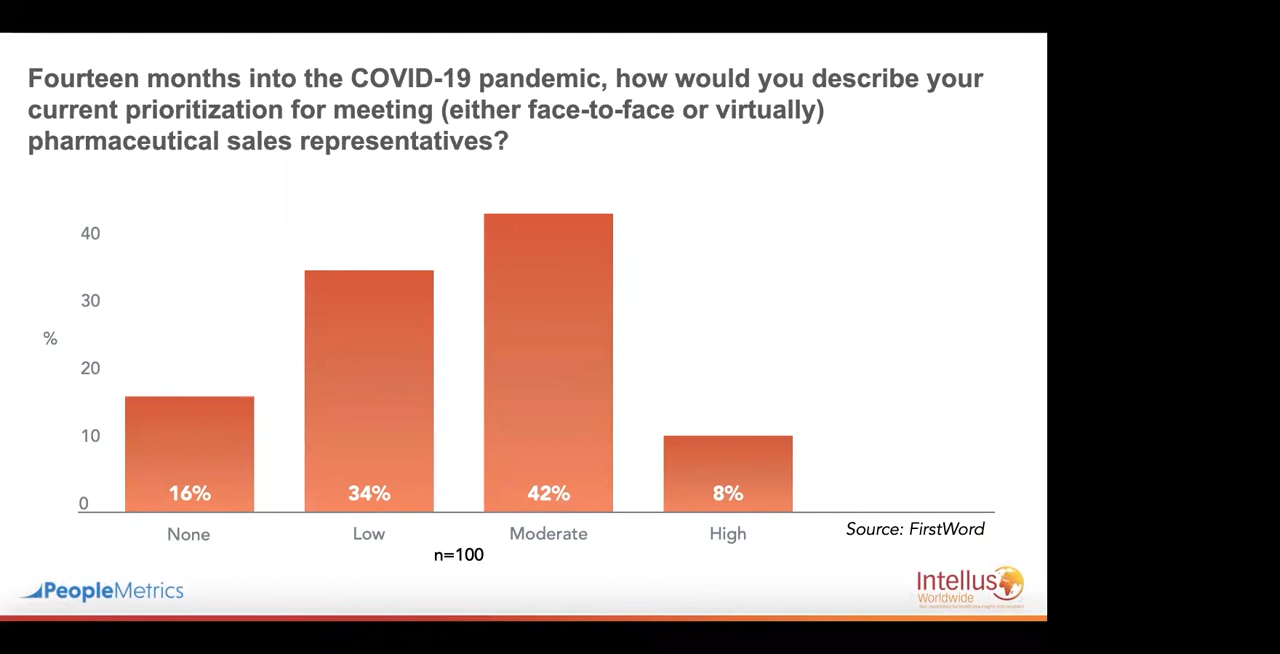 Fourteen months into the COVID-19 pandemic, how would you describe your
current prioritization for meeting (either face-to-face or virtually)
pharmaceutical sales representatives?
40
30
%
20
10
0
16%
34%
42%
8%
None
Low
Moderate
High
Source: FirstWord
n=100
PeopleMetrics
Intellus
Worldwide